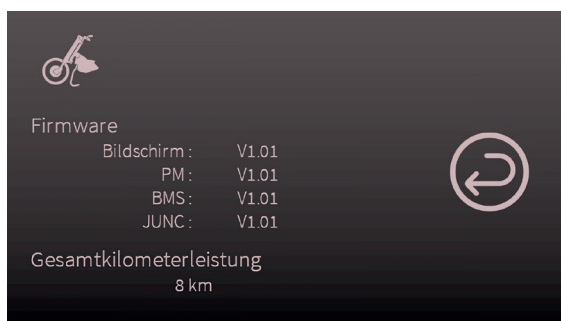 Firmware
Bildschirm : V1.01
PM : V1.01
BMS : V1.01
JUNC : V1.01
Gesamtkilometerleistung
8 km